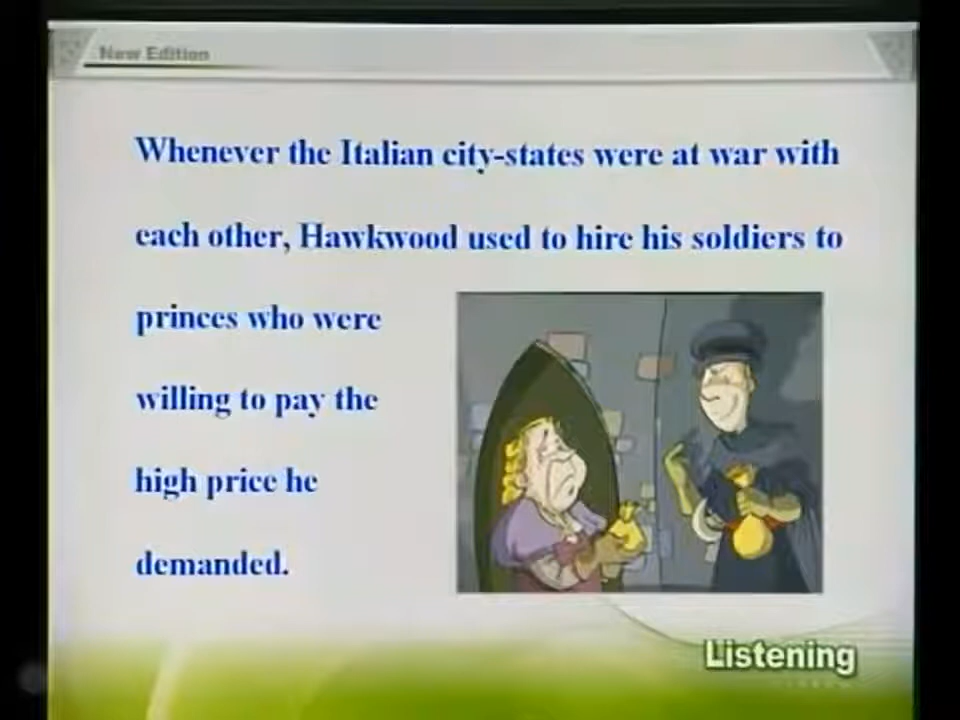 New Edition
Whenever the Italian city-states were at war with
each other, Hawkwood used to hire his soldiers to
princes who were
willing to pay the
high price he
demanded.
Listening